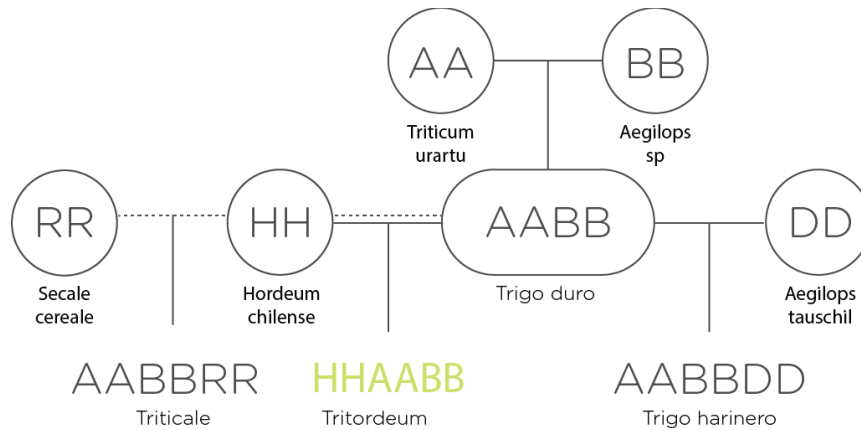 AA
BB
Triticum
urartu
Aegilops
sp
RR
HH
AABB
DD
Secale
cereale
Hordeum
chilense
Trigo duro
Aegilops
tauschil
AABBRR
HHAABB
AABBDD
Triticale
Tritordeum
Trigo harinero